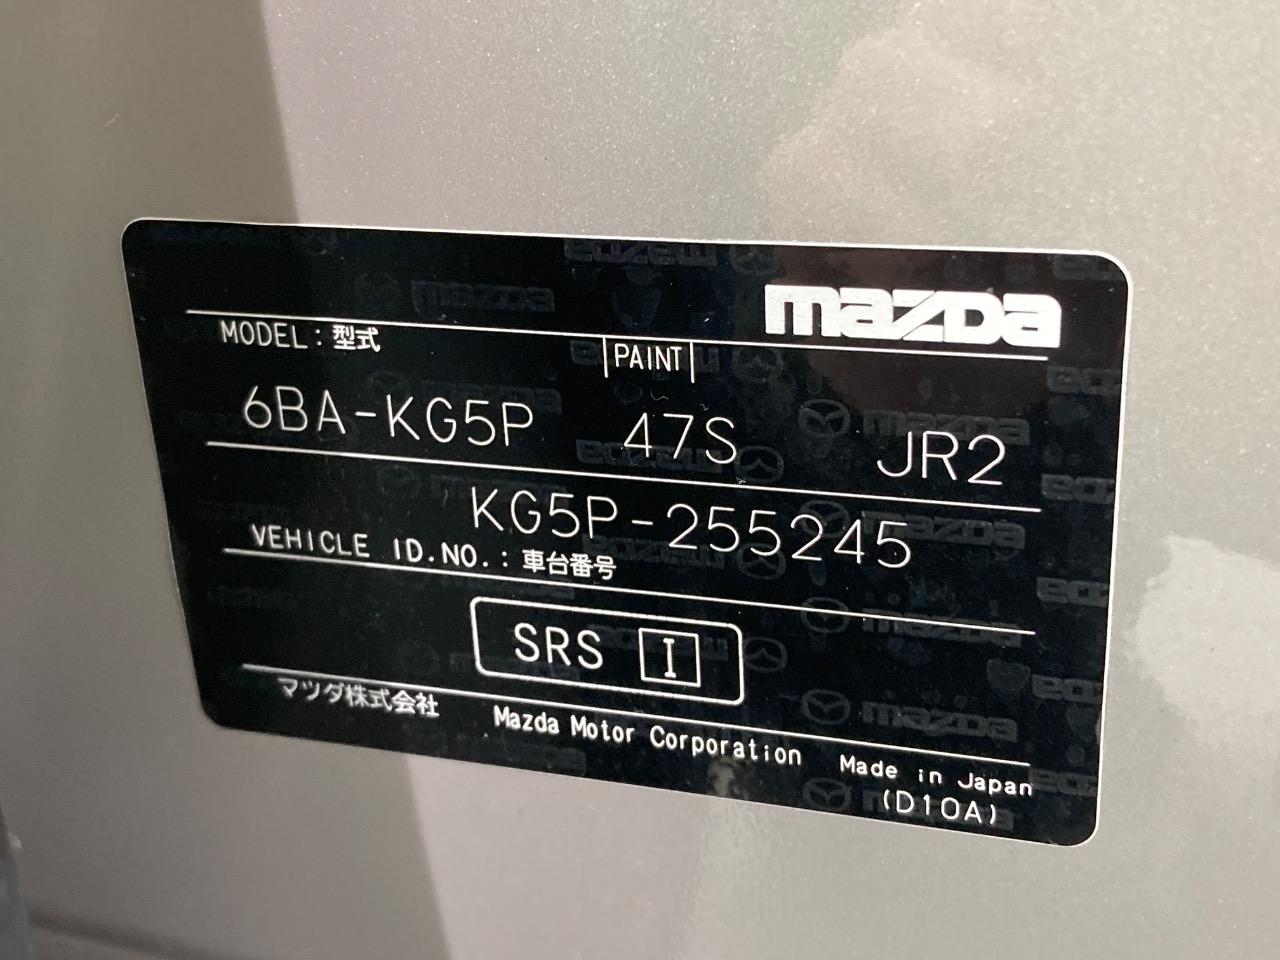 mazda
MODEL：型式 PAINT
6BA-KG5P 47S JR2
KG5P-255245
VEHICLE ID.NO.：車台番号
SRS I
マツダ株式会社 Mazda Motor Corporation Made in Japan
(D10A)